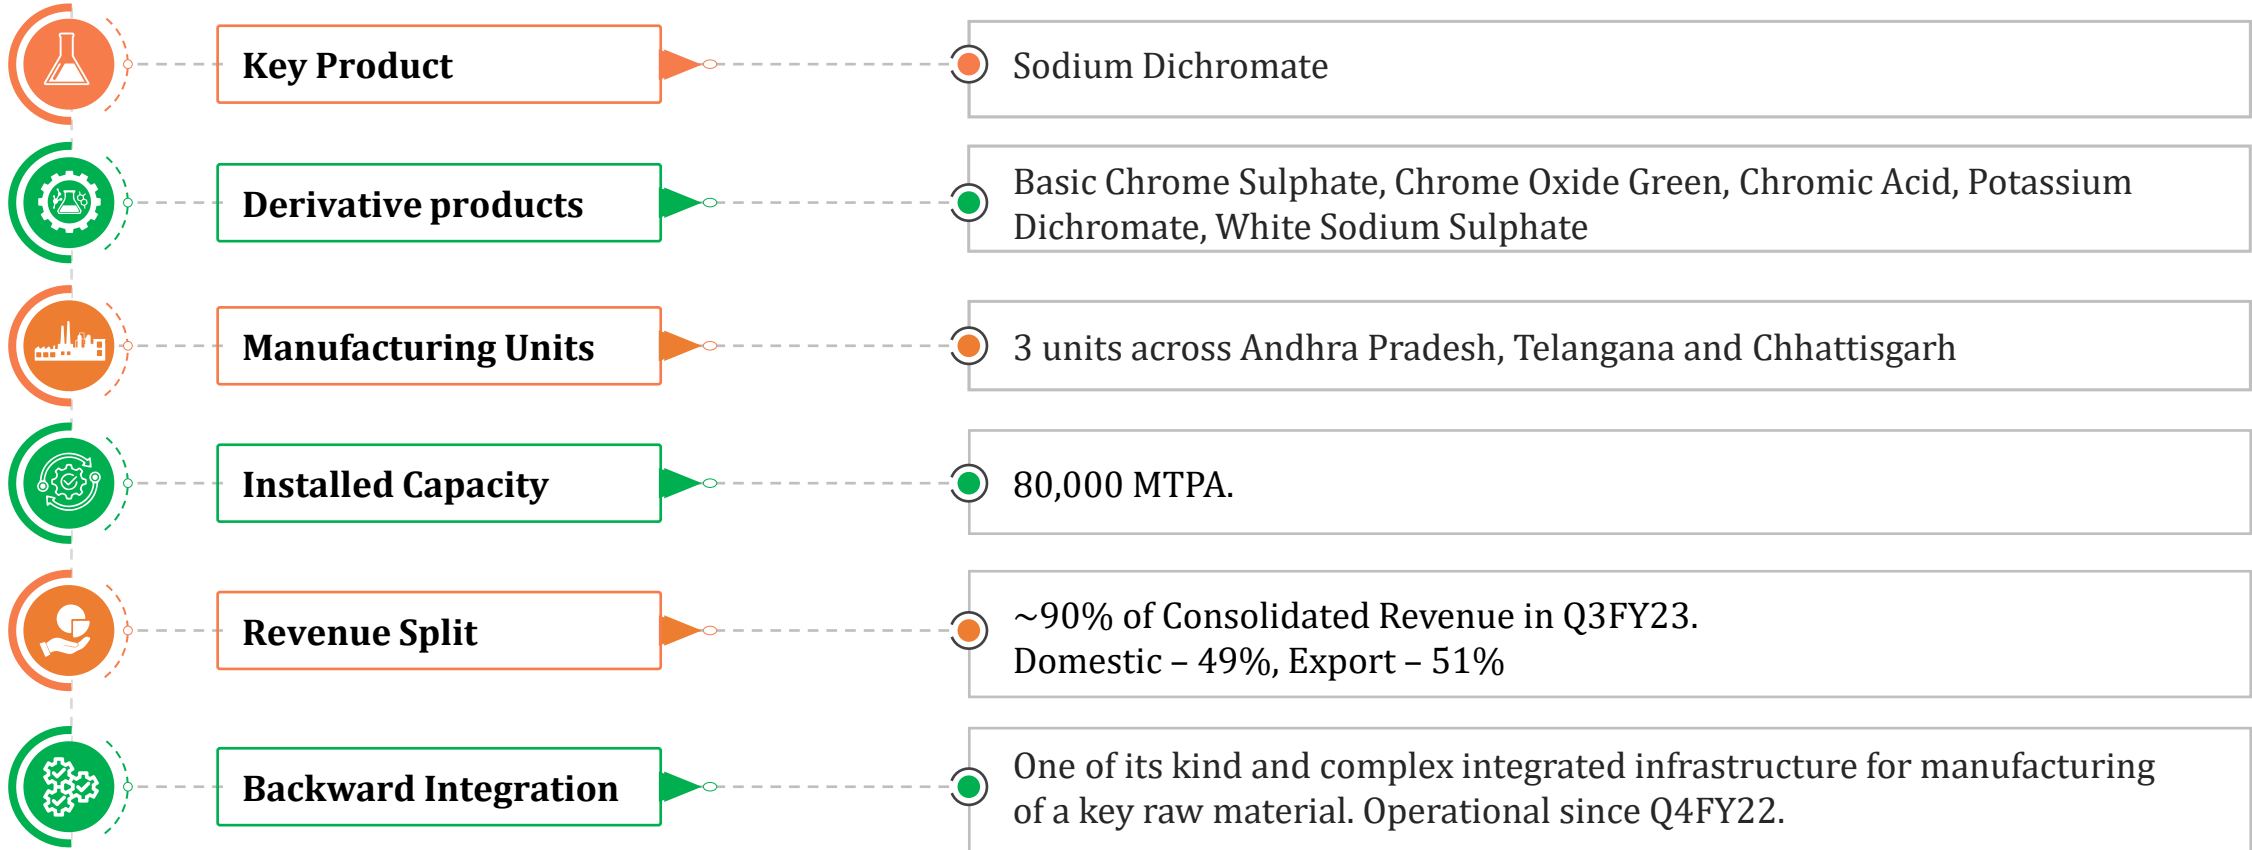 Key Product
Sodium Dichromate
Derivative products
Basic Chrome Sulphate, Chrome Oxide Green, Chromic Acid, Potassium
Dichromate, White Sodium Sulphate
Manufacturing Units
3 units across Andhra Pradesh, Telangana and Chhattisgarh
Installed Capacity
80,000 MTPA.
Revenue Split
~90% of Consolidated Revenue in Q3FY23.
Domestic – 49%, Export – 51%
Backward Integration
One of its kind and complex integrated infrastructure for manufacturing
of a key raw material. Operational since Q4FY22.